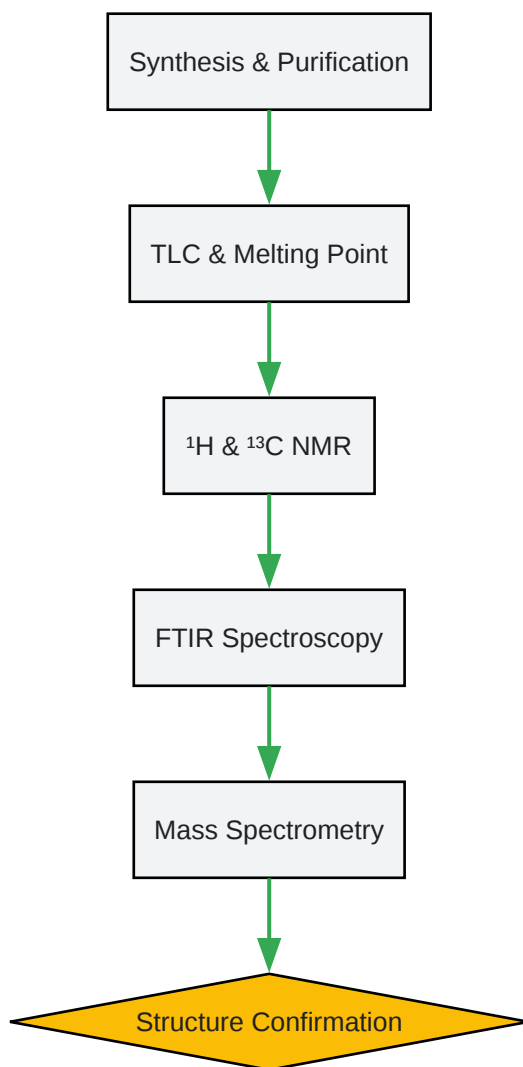 Synthesis & Purification
TLC & Melting Point
¹H & ¹³C NMR
FTIR Spectroscopy
Mass Spectrometry
Structure Confirmation